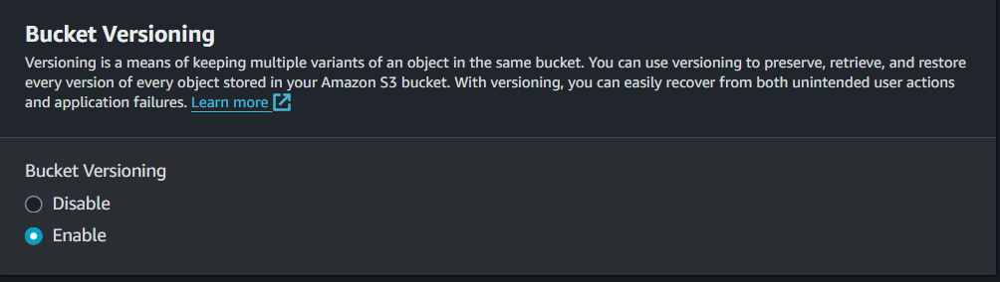 Bucket Versioning
Versioning is a means of keeping multiple variants of an object in the same bucket. You can use versioning to preserve, retrieve, and restore
every version of every object stored in your Amazon S3 bucket. With versioning, you can easily recover from both unintended user actions
and application failures. Learn more
Bucket Versioning
Disable
Enable